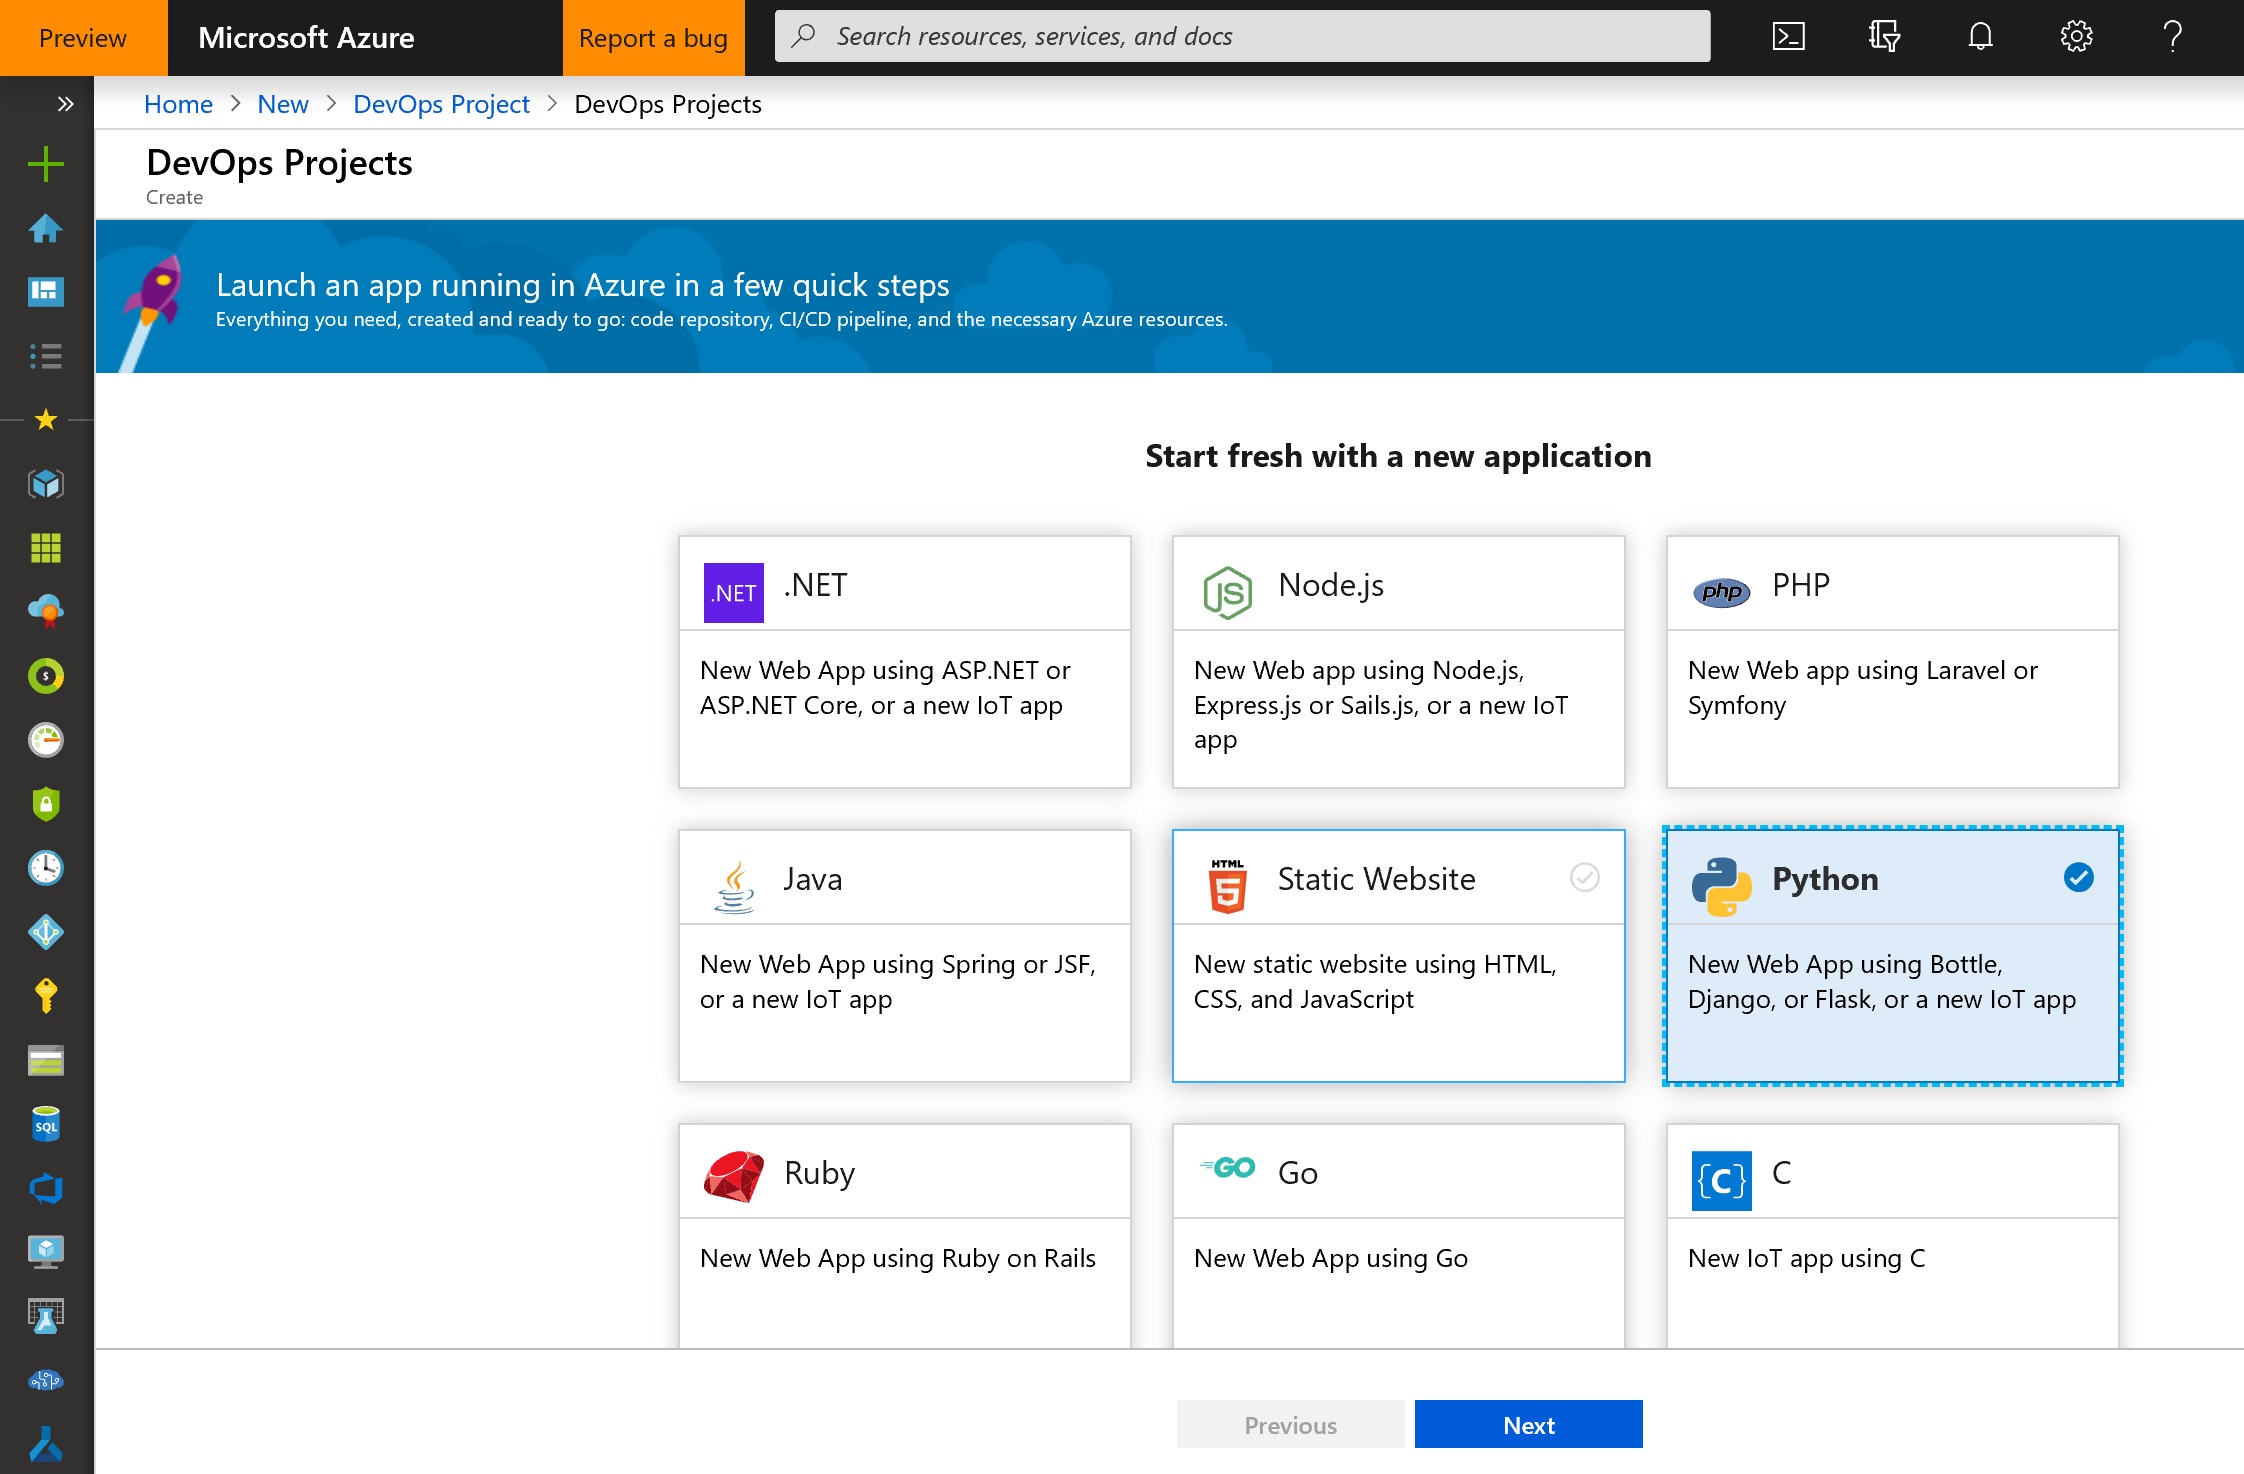 Preview
Microsoft Azure
Report a bug
Search resources, services, and docs
Home > New > DevOps Project > DevOps Projects
DevOps Projects
Create
Launch an app running in Azure in a few quick steps
Everything you need, created and ready to go: code repository, CI/CD pipeline, and the necessary Azure resources.
Start fresh with a new application
.NET .NET
New Web App using ASP.NET or
ASP.NET Core, or a new IoT app
JS Node.js
New Web app using Node.js,
Express.js or Sails.js, or a new IoT
app
php PHP
New Web app using Laravel or
Symfony
Java
New Web App using Spring or JSF,
or a new IoT app
HTML
5 Static Website
New static website using HTML,
CSS, and JavaScript
Python
New Web App using Bottle,
Django, or Flask, or a new IoT app
Ruby
New Web App using Ruby on Rails
GO Go
New Web App using Go
{C} C
New IoT app using C
SQL
Previous
Next